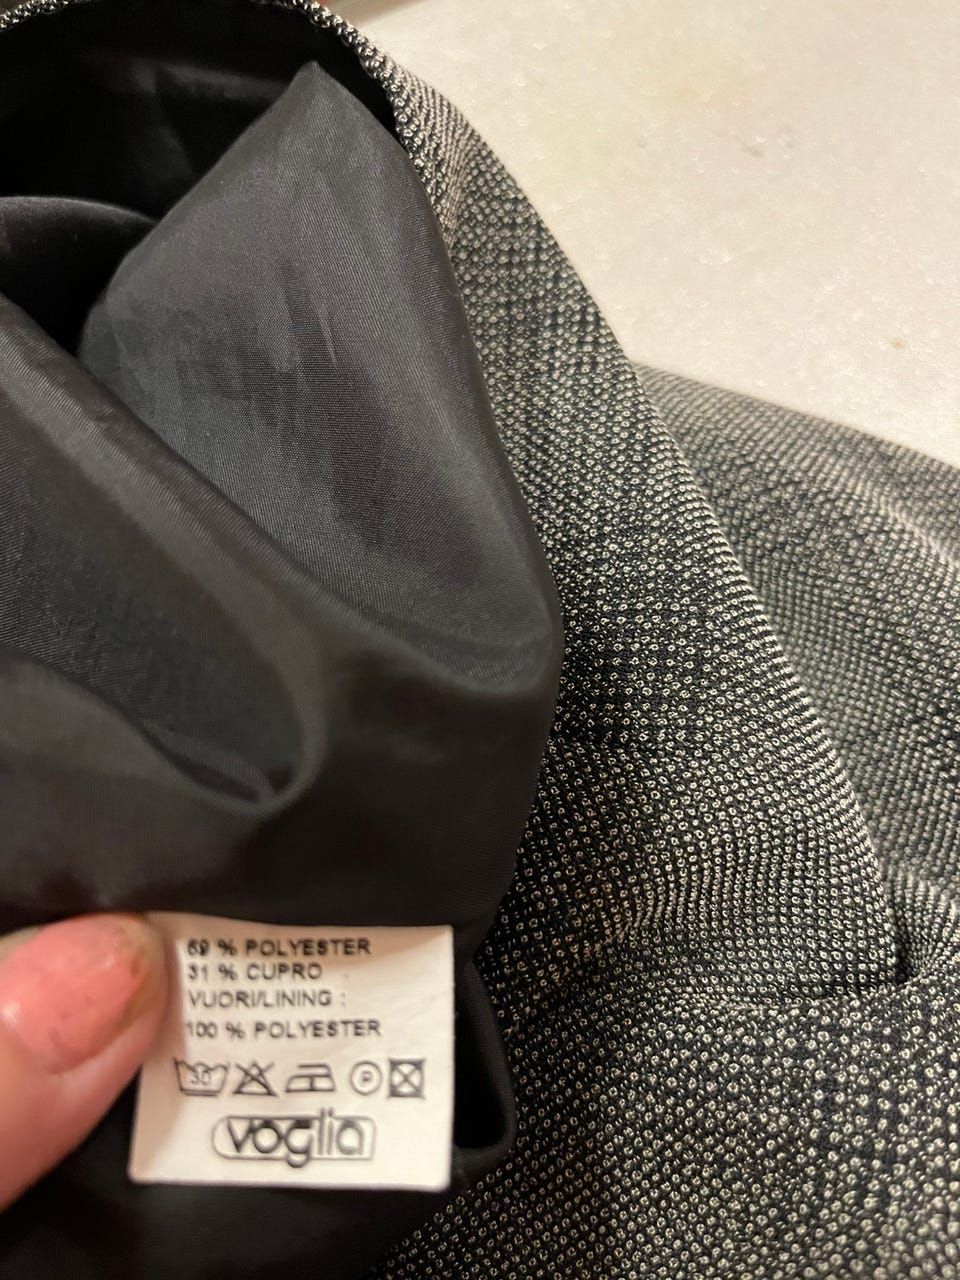 69 % POLYESTER
31 % CUPRO
VUORI/LINING :
100 % POLYESTER
30 P
voglia